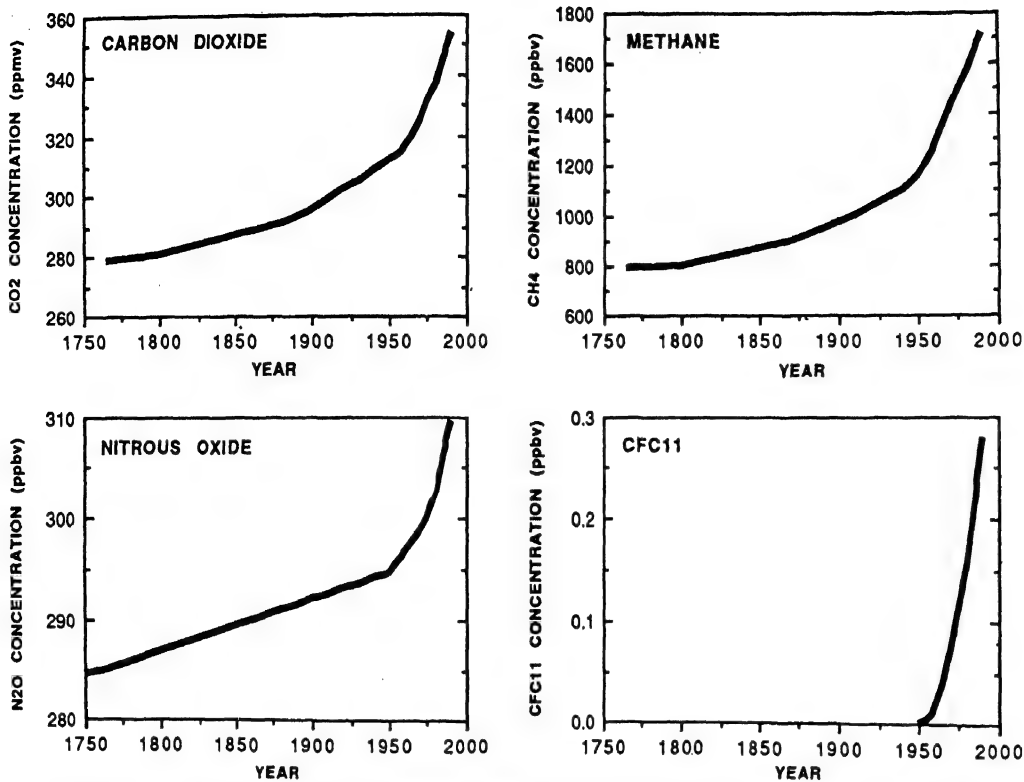 CARBON DIOXIDE
CO2 CONCENTRATION (ppmv)
360
340
320
300
280
260
1750 1800 1850 1900 1950 2000
YEAR
METHANE
CH4 CONCENTRATION (ppbv)
1800
1600
1400
1200
1000
800
600
1750 1800 1850 1900 1950 2000
YEAR
NITROUS OXIDE
N2O CONCENTRATION (ppbv)
310
300
290
280
1750 1800 1850 1900 1950 2000
YEAR
CFC11
CFC11 CONCENTRATION (ppbv)
0.3
0.2
0.1
0.0
1750 1800 1850 1900 1950 2000
YEAR